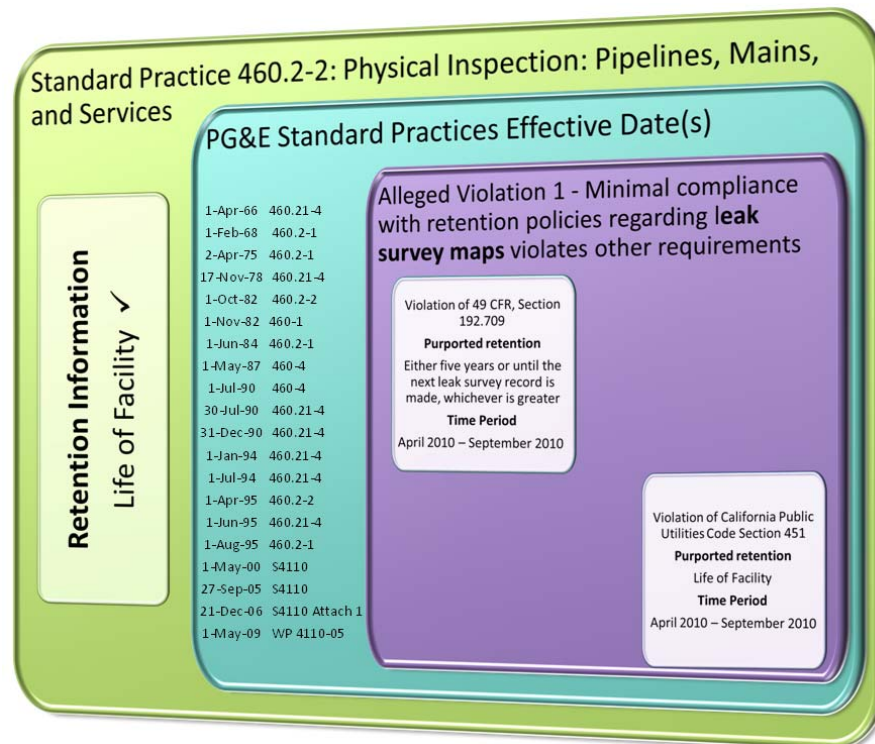 Standard Practice 460.2-2: Physical Inspection: Pipelines, Mains,
and Services
Retention Information
Life of Facility ✓
PG&E Standard Practices Effective Date(s)
1-Apr-66 460.21-4
1-Feb-68 460.2-1
2-Apr-75 460.2-1
17-Nov-78 460.21-4
1-Oct-82 460.2-2
1-Nov-82 460-1
1-Jun-84 460.2-1
1-May-87 460-4
1-Jul-90 460-4
30-Jul-90 460.21-4
31-Dec-90 460.21-4
1-Jan-94 460.21-4
1-Jul-94 460.21-4
1-Apr-95 460.2-2
1-Jun-95 460.21-4
1-Aug-95 460.2-1
1-May-00 S4110
27-Sep-05 S4110
21-Dec-06 S4110 Attach 1
1-May-09 WP 4110-05
Alleged Violation 1 - Minimal compliance
with retention policies regarding leak
survey maps violates other requirements
Violation of 49 CFR, Section
192.709
Purported retention
Either five years or until the
next leak survey record is
made, whichever is greater
Time Period
April 2010 – September 2010
Violation of California Public
Utilities Code Section 451
Purported retention
Life of Facility
Time Period
April 2010 – September 2010